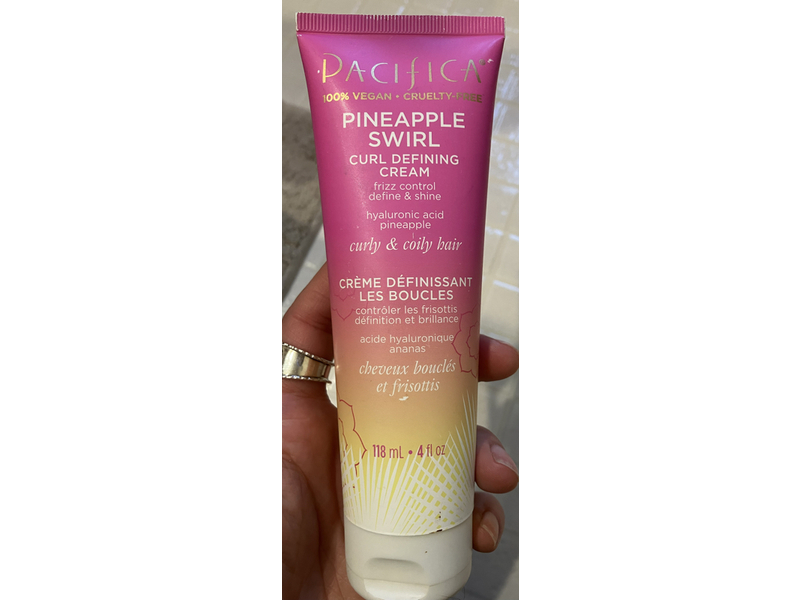 PACIFICA
100% VEGAN • CRUELTY-FREE
PINEAPPLE
SWIRL
CURL DEFINING
CREAM
frizz control
define & shine
hyaluronic acid
pineapple
curly & coily hair
CRÈME DÉFINISSANT
LES BOUCLES
contrôler les frisottis
définition et brillance
acide hyaluronique
ananas
cheveux bouclés
et frisottis
118 mL • 4 fl oz